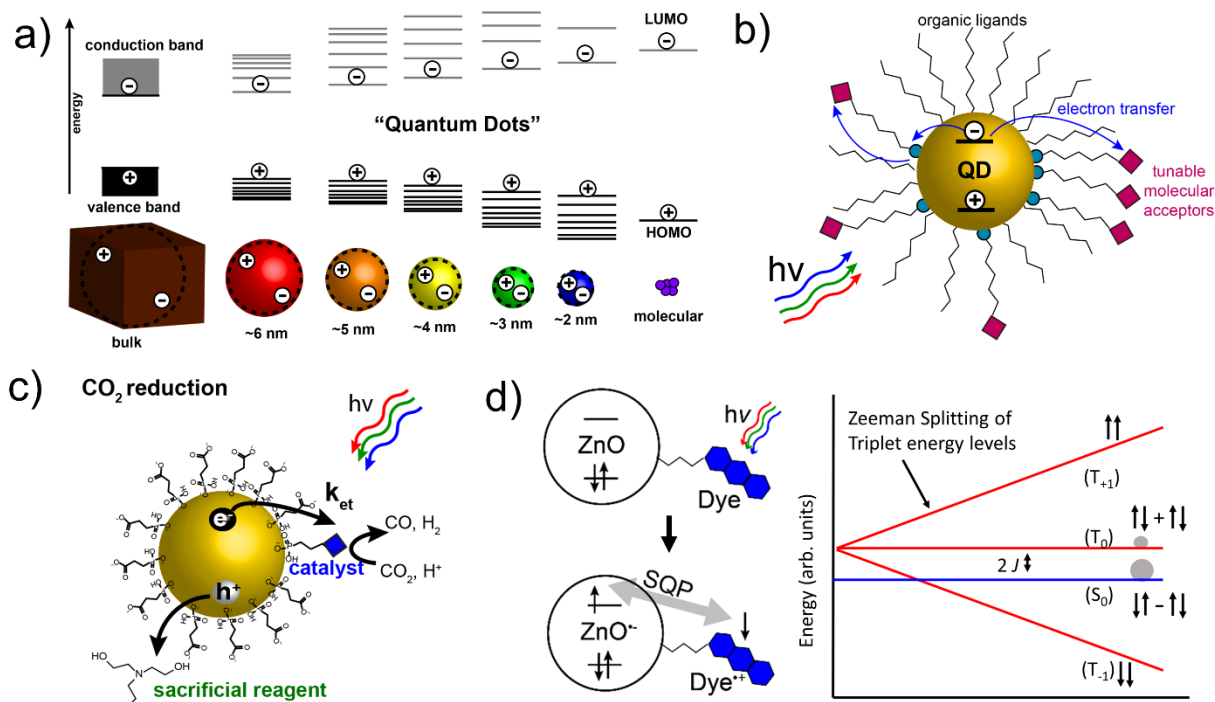 a)
energy
conduction band
LUMO
"Quantum Dots"
valence band
HOMO
bulk
~6 nm
~5 nm
~4 nm
~3 nm
~2 nm
molecular
b)
organic ligands
electron transfer
QD
tunable
molecular
acceptors
hν
c)
CO₂ reduction
hν
e⁻
k_et
CO, H₂
catalyst
CO₂, H⁺
h⁺
HO
OH
N
sacrificial reagent
d)
hν
ZnO
Dye
SQP
ZnO•-
Dye•+
Energy (arb. units)
Zeeman Splitting of
Triplet energy levels
↑↑
(T₊₁)
↑↓ + ↑↓
(T₀)
2 J
(S₀)
↓↑ − ↑↓
(T₋₁) ↓↓